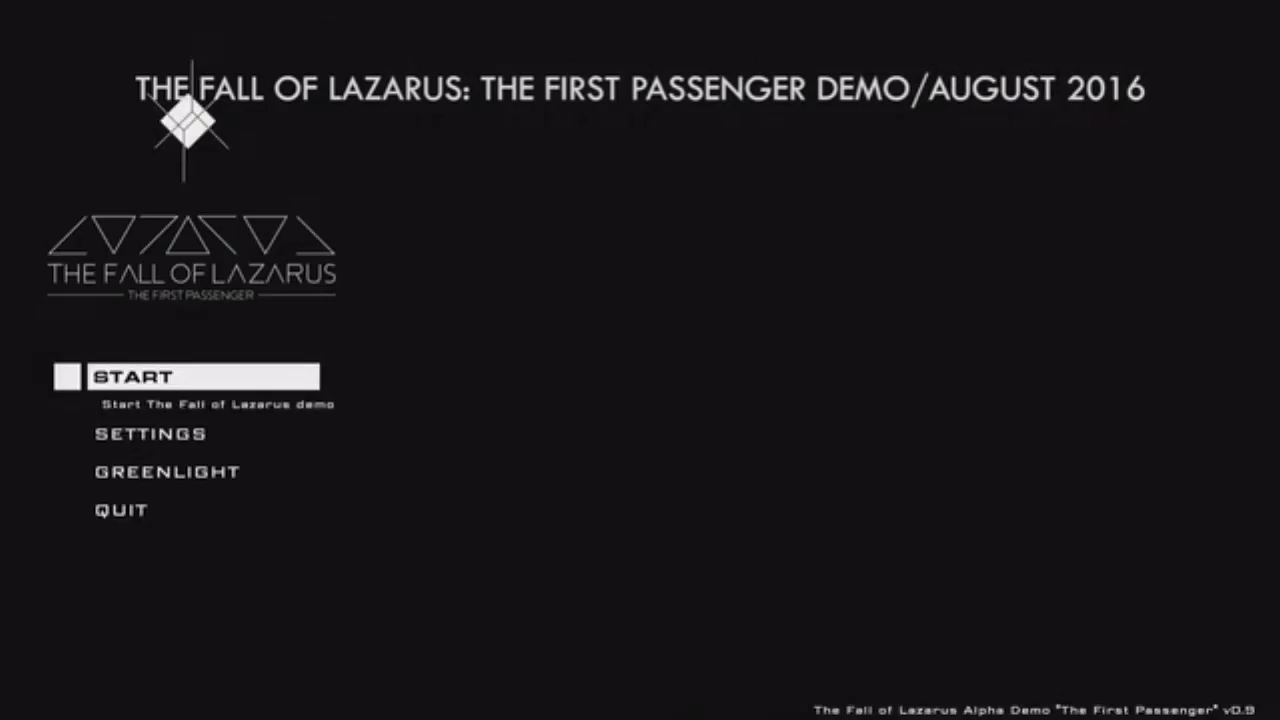 THE FALL OF LAZARUS: THE FIRST PASSENGER DEMO/AUGUST 2016
THE FALL OF LAZARUS
THE FIRST PASSENGER
START
Start The Fall of Lazarus demo
SETTINGS
GREENLIGHT
QUIT
The Fall of Lazarus Alpha Demo "The First Passenger" v0.9